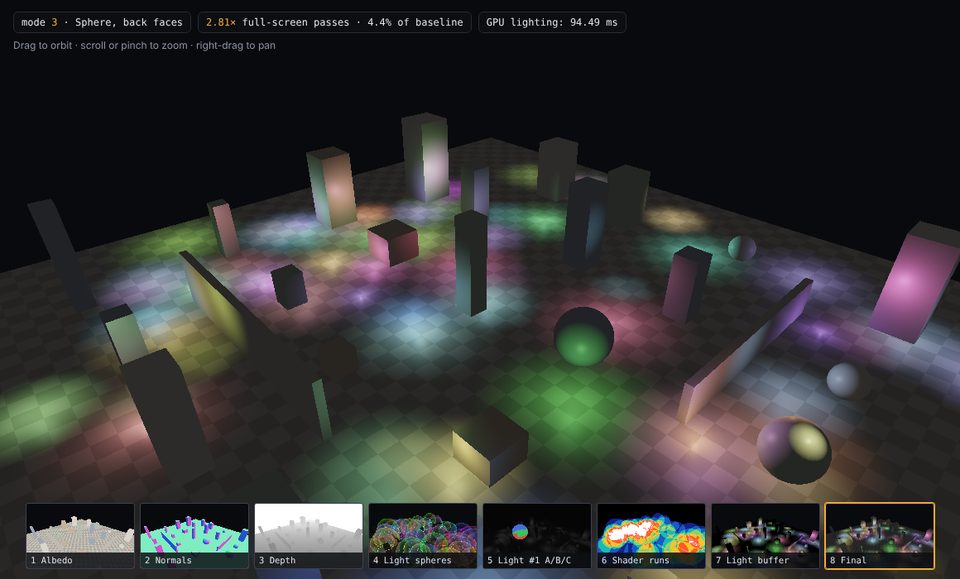 mode 3 · Sphere, back faces
2.81× full-screen passes · 4.4% of baseline
GPU lighting: 94.49 ms
Drag to orbit · scroll or pinch to zoom · right-drag to pan
1 Albedo
2 Normals
3 Depth
4 Light spheres
5 Light #1 A/B/C
6 Shader runs
7 Light buffer
8 Final